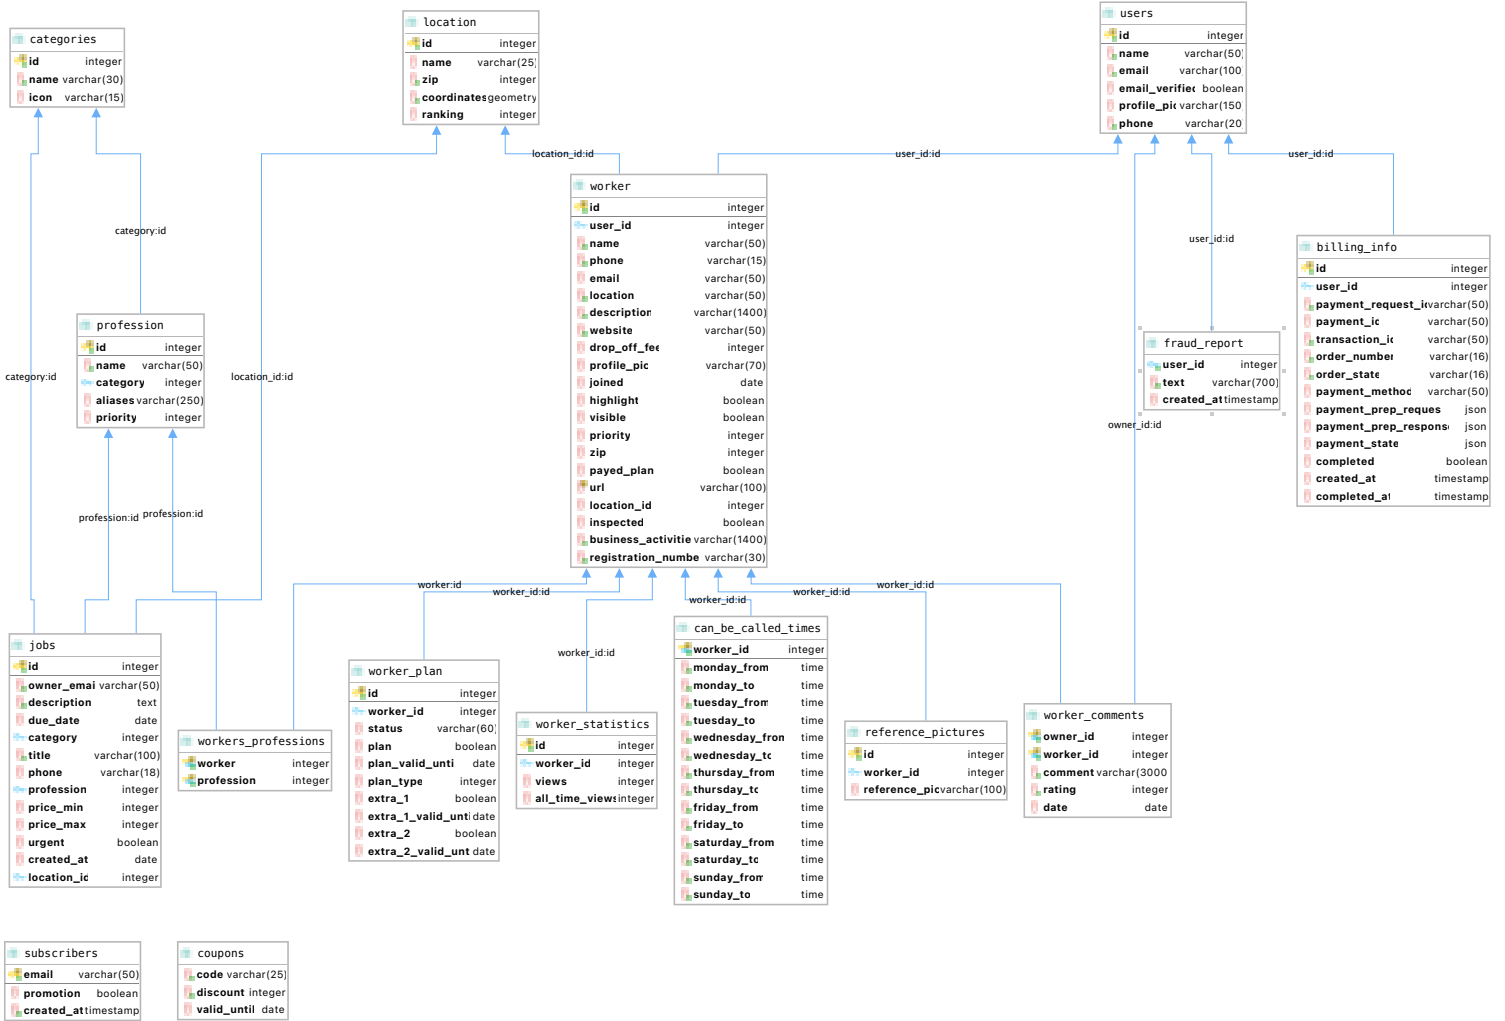 categories
id integer
name varchar(30)
icon varchar(15)
location
id integer
name varchar(25)
zip integer
coordinates geometry
ranking integer
users
id integer
name varchar(50)
email varchar(100
email_verified boolean
profile_pic varchar(150
phone varchar(20
location_id:id
user_id:id
user_id:id
category:id
user_id:id
category:id
location_id:id
owner_id:id
profession:id
profession:id
worker
id integer
user_id integer
name varchar(50)
phone varchar(15)
email varchar(50)
location varchar(50)
description varchar(1400)
website varchar(50)
drop_off_fee integer
profile_pic varchar(70)
joined date
highlight boolean
visible boolean
priority integer
zip integer
payed_plan boolean
url varchar(100)
location_id integer
inspected boolean
business_activitie varchar(1400)
registration_numbe varchar(30)
billing_info
id integer
user_id integer
payment_request_id varchar(50)
payment_id varchar(50)
transaction_id varchar(50)
order_number varchar(16)
order_state varchar(16)
payment_method varchar(50)
payment_prep_reques json
payment_prep_response json
payment_state json
completed boolean
created_at timestamp
completed_at timestamp
profession
id integer
name varchar(50)
category integer
aliases varchar(250)
priority integer
fraud_report
user_id integer
text varchar(700)
created_at timestamp
worker:id
worker_id:id
worker_id:id
worker_id:id
worker_id:id
worker_id:id
jobs
id integer
owner_emai varchar(50)
description text
due_date date
category integer
title varchar(100)
phone varchar(18)
profession integer
price_min integer
price_max integer
urgent boolean
created_at date
location_id integer
workers_professions
worker integer
profession integer
worker_plan
id integer
worker_id integer
status varchar(60)
plan boolean
plan_valid_unti date
plan_type integer
extra_1 boolean
extra_1_valid_unti date
extra_2 boolean
extra_2_valid_unt date
worker_statistics
id integer
worker_id integer
views integer
all_time_views integer
can_be_called_times
worker_id integer
monday_from time
monday_to time
tuesday_from time
tuesday_to time
wednesday_from time
wednesday_to time
thursday_from time
thursday_to time
friday_from time
friday_to time
saturday_from time
saturday_to time
sunday_from time
sunday_to time
reference_pictures
id integer
worker_id integer
reference_pic varchar(100)
worker_comments
owner_id integer
worker_id integer
comment varchar(3000
rating integer
date date
subscribers
email varchar(50)
promotion boolean
created_at timestamp
coupons
code varchar(25)
discount integer
valid_until date